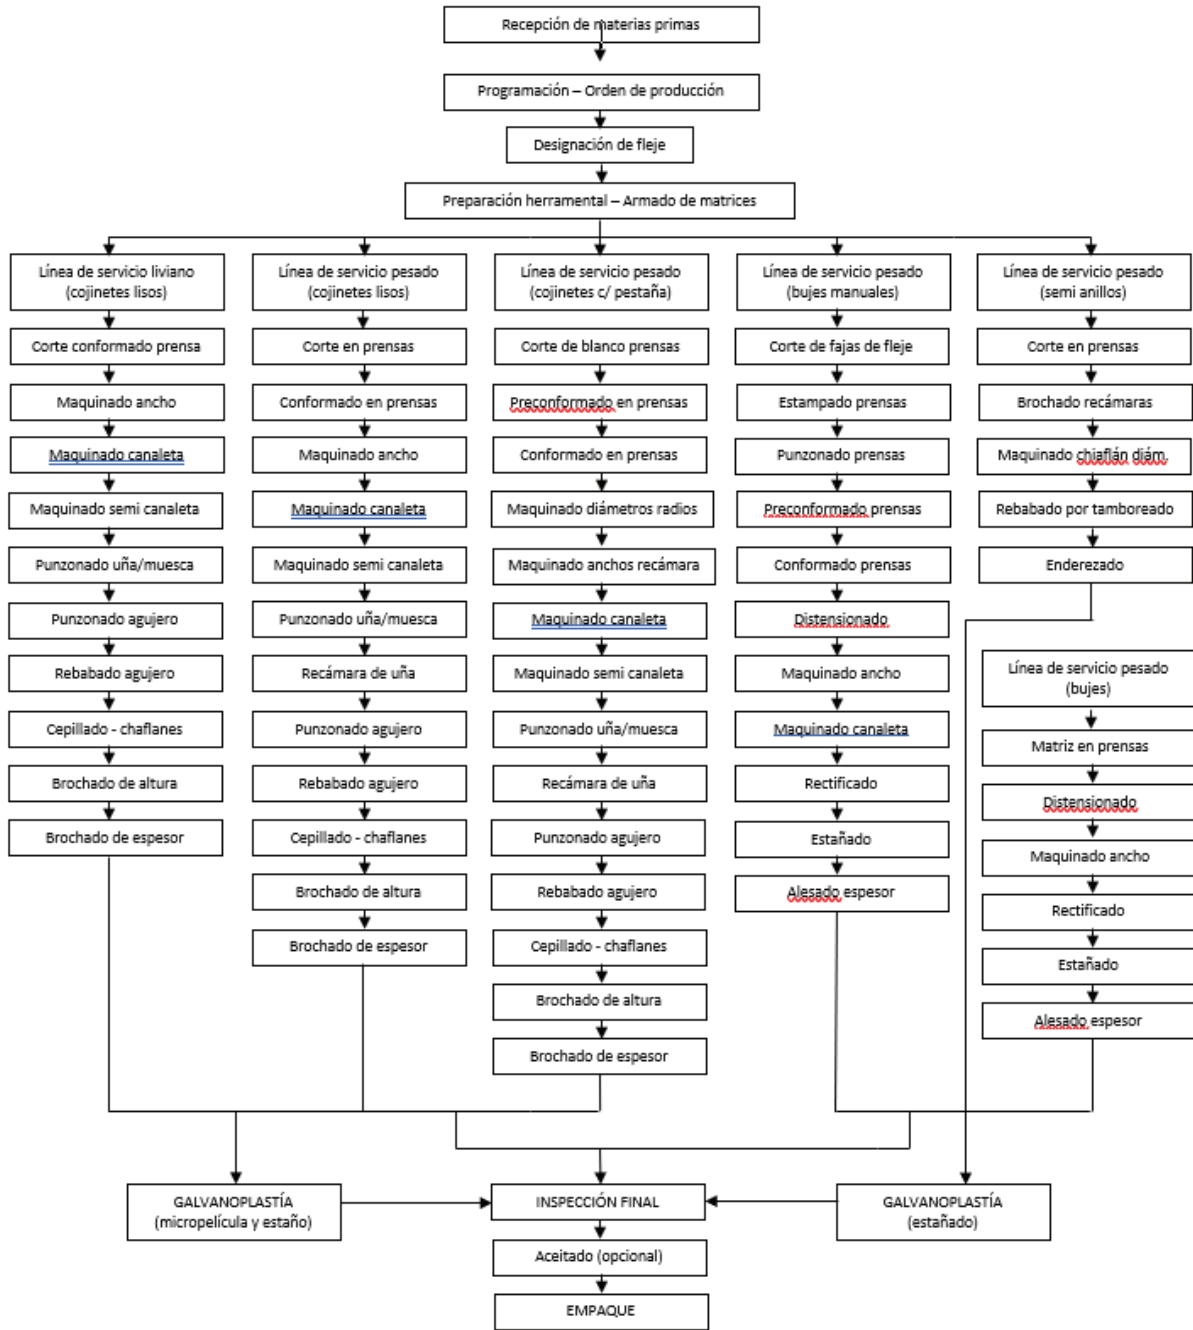 Recepción de materias primas
Programación – Orden de producción
Designación de fleje
Preparación herramental – Armado de matrices
Línea de servicio liviano
(cojinetes lisos)
Corte conformado prensa
Maquinado ancho
Maquinado canaleta
Maquinado semi canaleta
Punzonado uña/muesca
Punzonado agujero
Rebabado agujero
Cepillado - chaflanes
Brochado de altura
Brochado de espesor
Línea de servicio pesado
(cojinetes lisos)
Corte en prensas
Conformado en prensas
Maquinado ancho
Maquinado canaleta
Maquinado semi canaleta
Punzonado uña/muesca
Recámara de uña
Punzonado agujero
Rebabado agujero
Cepillado - chaflanes
Brochado de altura
Brochado de espesor
Línea de servicio pesado
(cojinetes c/ pestaña)
Corte de blanco prensas
Preconformado en prensas
Conformado en prensas
Maquinado diámetros radios
Maquinado anchos recámara
Maquinado canaleta
Maquinado semi canaleta
Punzonado uña/muesca
Recámara de uña
Punzonado agujero
Rebabado agujero
Cepillado - chaflanes
Brochado de altura
Brochado de espesor
Línea de servicio pesado
(bujes manuales)
Corte de fajas de fleje
Estampado prensas
Punzonado prensas
Preconformado prensas
Conformado prensas
Distensionado
Maquinado ancho
Maquinado canaleta
Rectificado
Estañado
Alesado espesor
Línea de servicio pesado
(semi anillos)
Corte en prensas
Brochado recámaras
Maquinado chiaflán diám.
Rebabado por tamboreado
Enderezado
Línea de servicio pesado
(bujes)
Matriz en prensas
Distensionado
Maquinado ancho
Rectificado
Estañado
Alesado espesor
GALVANOPLASTÍA
(micropelícula y estaño)
INSPECCIÓN FINAL
GALVANOPLASTÍA
(estañado)
Aceitado (opcional)
EMPAQUE